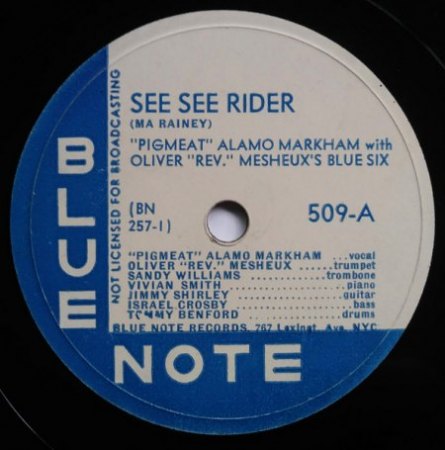 SEE SEE RIDER
(MA RAINEY)
"PIGMEAT" ALAMO MARKHAM with
OLIVER "REV." MESHEUX'S BLUE SIX
(BN
257-1)
509-A
"PIGMEAT" ALAMO MARKHAM ...vocal
OLIVER "REV." MESHEUX ......trumpet
SANDY WILLIAMS ............trombone
VIVIAN SMITH ..................piano
JIMMY SHIRLEY .................guitar
ISRAEL CROSBY .................bass
TOMMY BENFORD .............drums
BLUE NOTE RECORDS, 767 Lexingt. Ave. NYC
NOT LICENSED FOR BROADCASTING
BLUE
NOTE